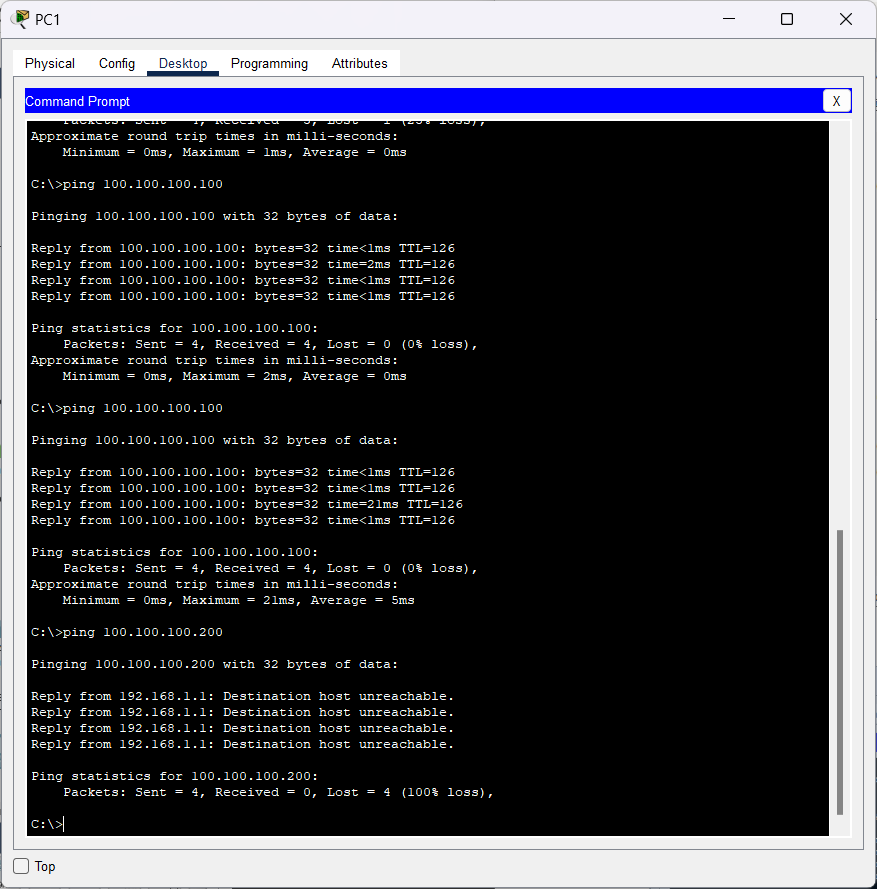 PC1
Physical Config Desktop Programming Attributes
Command Prompt X
Packets: Sent = 4, Received = 3, Lost = 1 (25% loss),
Approximate round trip times in milli-seconds:
    Minimum = 0ms, Maximum = 1ms, Average = 0ms
C:\>ping 100.100.100.100
Pinging 100.100.100.100 with 32 bytes of data:
Reply from 100.100.100.100: bytes=32 time<1ms TTL=126
Reply from 100.100.100.100: bytes=32 time=2ms TTL=126
Reply from 100.100.100.100: bytes=32 time<1ms TTL=126
Reply from 100.100.100.100: bytes=32 time<1ms TTL=126
Ping statistics for 100.100.100.100:
    Packets: Sent = 4, Received = 4, Lost = 0 (0% loss),
Approximate round trip times in milli-seconds:
    Minimum = 0ms, Maximum = 2ms, Average = 0ms
C:\>ping 100.100.100.100
Pinging 100.100.100.100 with 32 bytes of data:
Reply from 100.100.100.100: bytes=32 time<1ms TTL=126
Reply from 100.100.100.100: bytes=32 time<1ms TTL=126
Reply from 100.100.100.100: bytes=32 time=21ms TTL=126
Reply from 100.100.100.100: bytes=32 time<1ms TTL=126
Ping statistics for 100.100.100.100:
    Packets: Sent = 4, Received = 4, Lost = 0 (0% loss),
Approximate round trip times in milli-seconds:
    Minimum = 0ms, Maximum = 21ms, Average = 5ms
C:\>ping 100.100.100.200
Pinging 100.100.100.200 with 32 bytes of data:
Reply from 192.168.1.1: Destination host unreachable.
Reply from 192.168.1.1: Destination host unreachable.
Reply from 192.168.1.1: Destination host unreachable.
Reply from 192.168.1.1: Destination host unreachable.
Ping statistics for 100.100.100.200:
    Packets: Sent = 4, Received = 0, Lost = 4 (100% loss),
C:\>
Top